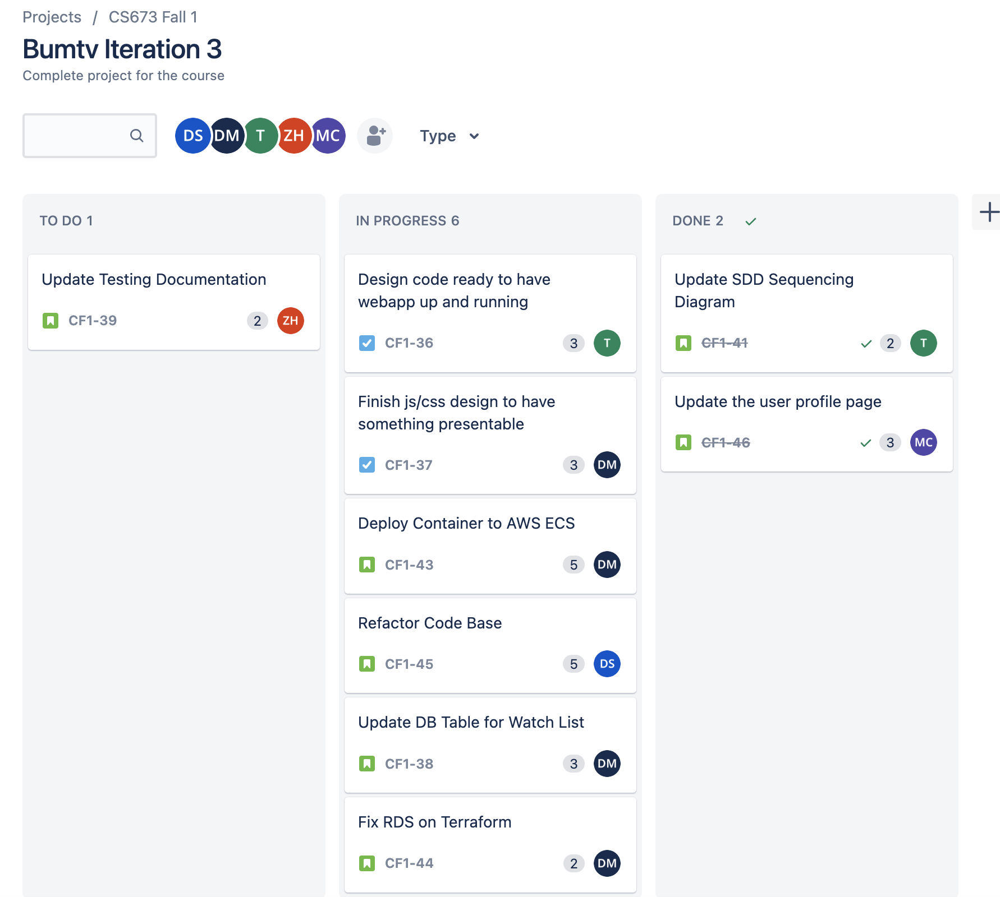 Projects / CS673 Fall 1
Bumtv Iteration 3
Complete project for the course
DS DM T ZH MC Type
TO DO 1
Update Testing Documentation
CF1-39 2 ZH
IN PROGRESS 6
Design code ready to have
webapp up and running
CF1-36 3 T
Finish js/css design to have
something presentable
CF1-37 3 DM
Deploy Container to AWS ECS
CF1-43 5 DM
Refactor Code Base
CF1-45 5 DS
Update DB Table for Watch List
CF1-38 3 DM
Fix RDS on Terraform
CF1-44 2 DM
DONE 2
Update SDD Sequencing
Diagram
CF1-41 2 T
Update the user profile page
CF1-46 3 MC